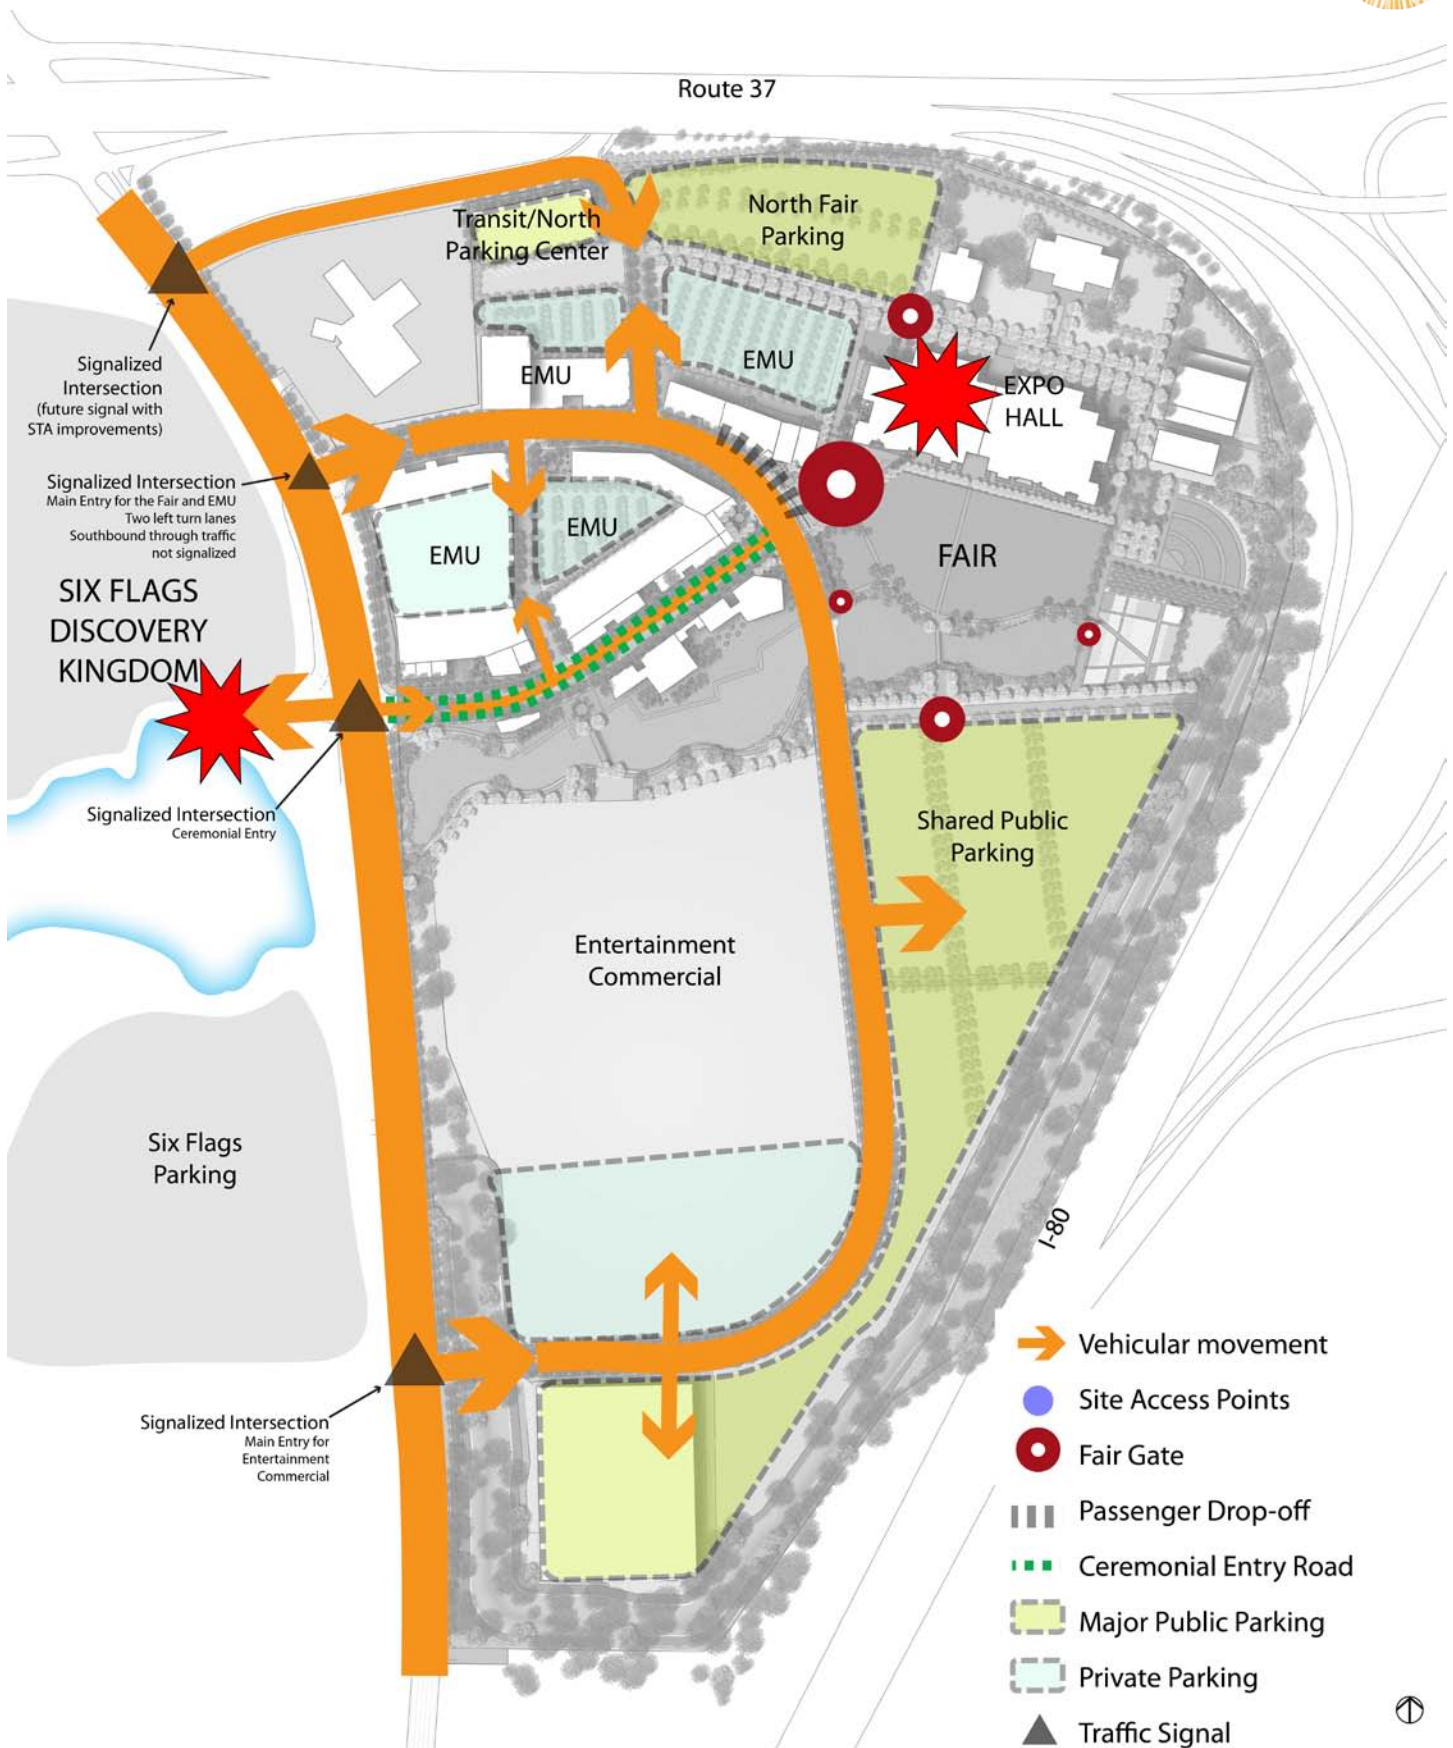 Route 37
Transit/North
Parking Center
North Fair
Parking
Signalized
Intersection
(future signal with
STA improvements)
EMU
EMU
EXPO
HALL
Signalized Intersection
Main Entry for the Fair and EMU
Two left turn lanes
Southbound through traffic
not signalized
EMU
EMU
FAIR
SIX FLAGS
DISCOVERY
KINGDOM
Signalized Intersection
Ceremonial Entry
Shared Public
Parking
Entertainment
Commercial
Six Flags
Parking
I-80
Signalized Intersection
Main Entry for
Entertainment
Commercial
Vehicular movement
Site Access Points
Fair Gate
Passenger Drop-off
Ceremonial Entry Road
Major Public Parking
Private Parking
Traffic Signal